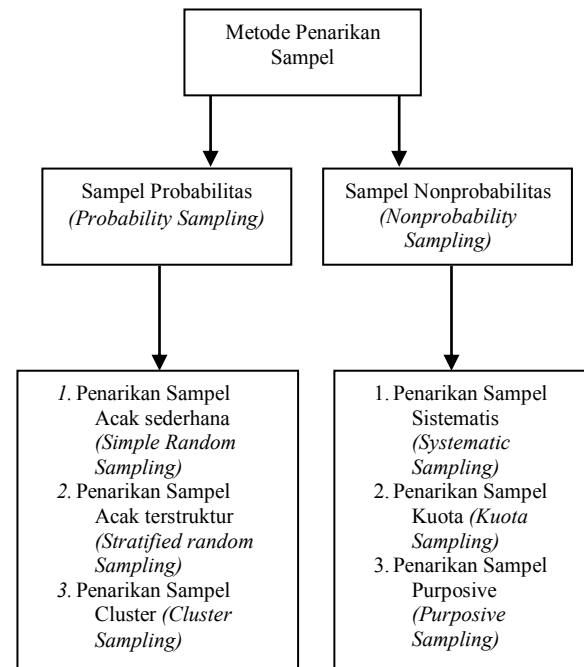 Metode Penarikan
Sampel
Sampel Probabilitas
(Probability Sampling)
Sampel Nonprobabilitas
(Nonprobability
Sampling)
1. Penarikan Sampel
Acak sederhana
(Simple Random
Sampling)
2. Penarikan Sampel
Acak terstruktur
(Stratified random
Sampling)
3. Penarikan Sampel
Cluster (Cluster
Sampling)
1. Penarikan Sampel
Sistematis
(Systematic
Sampling)
2. Penarikan Sampel
Kuota (Kuota
Sampling)
3. Penarikan Sampel
Purposive
(Purposive
Sampling)